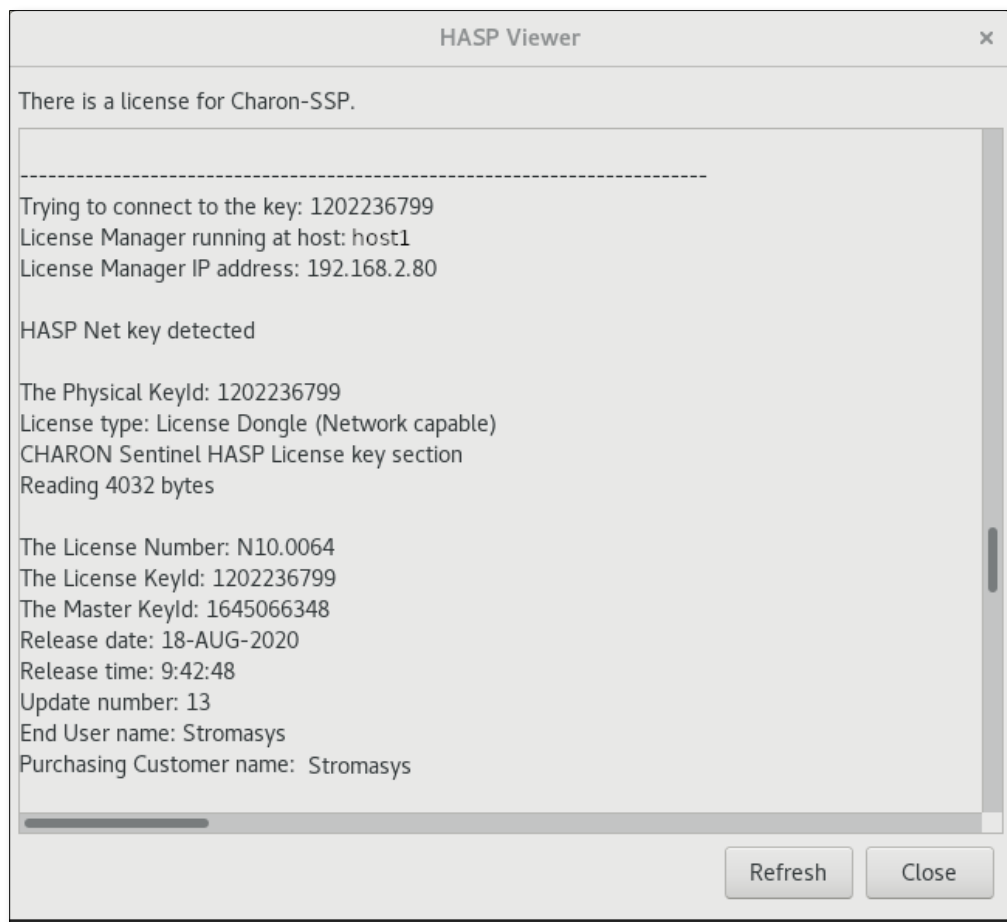 HASP Viewer ×
There is a license for Charon-SSP.
--------------------------------------------------------------------------
Trying to connect to the key: 1202236799
License Manager running at host: host1
License Manager IP address: 192.168.2.80
HASP Net key detected
The Physical KeyId: 1202236799
License type: License Dongle (Network capable)
CHARON Sentinel HASP License key section
Reading 4032 bytes
The License Number: N10.0064
The License KeyId: 1202236799
The Master KeyId: 1645066348
Release date: 18-AUG-2020
Release time: 9:42:48
Update number: 13
End User name: Stromasys
Purchasing Customer name: Stromasys
Refresh Close